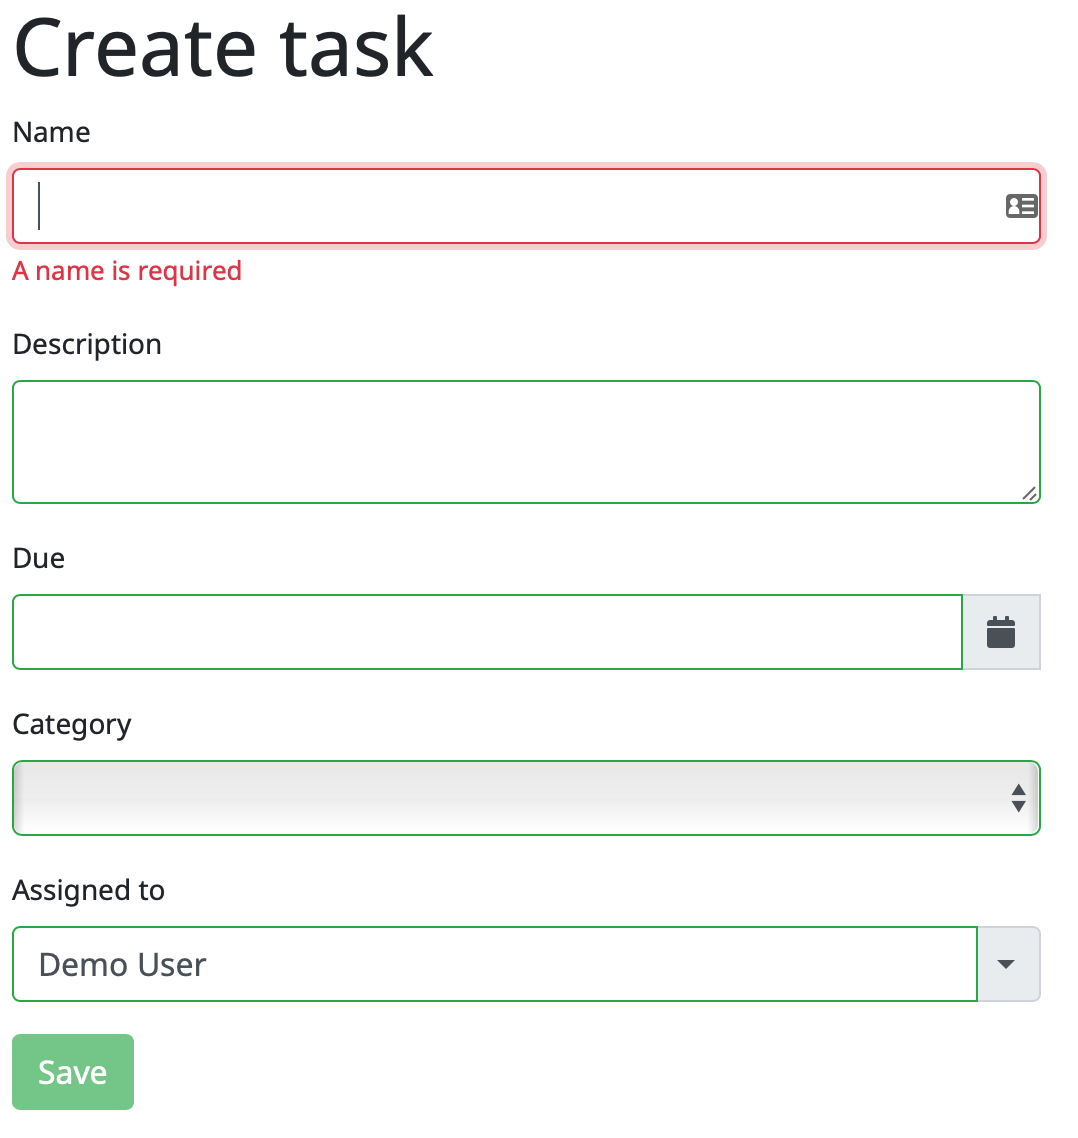 Create task
Name
A name is required
Description
Due
Category
Assigned to
Demo User
Save